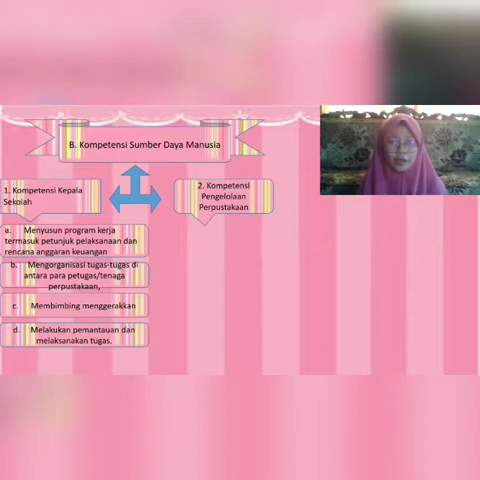 B. Kompetensi Sumber Daya Manusia
1. Kompetensi Kepala
Sekolah
2. Kompetensi
Pengelolaan
Perpustakaan
a. Menyusun program kerja
termasuk petunjuk pelaksanaan dan
rencana anggaran keuangan
b. Mengorganisasi tugas-tugas di
antara para petugas/tenaga
perpustakaan,
c. Membimbing menggerakkan
d. Melakukan pemantauan dan
melaksanakan tugas.